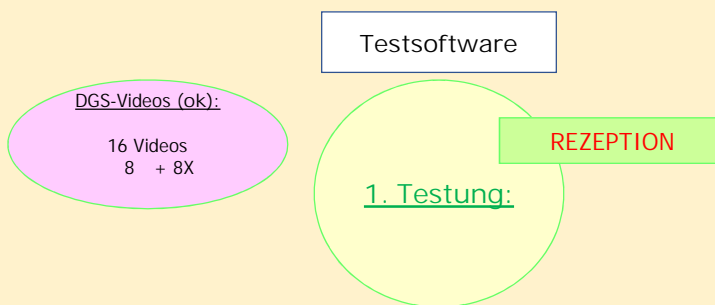 Testsoftware
DGS-Videos (ok):
16 Videos
8 + 8X
REZEPTION
1. Testung: